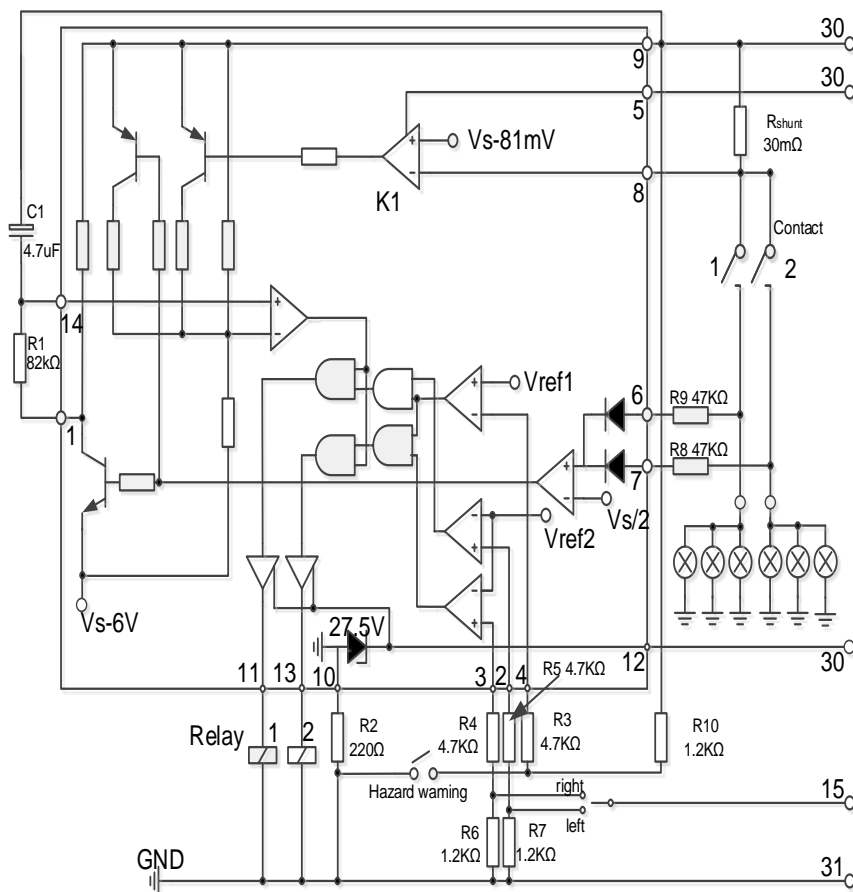 30
9
30
5
Rshunt
30mΩ
Vs-81mV
8
K1
C1
4.7uF
Contact
1
2
14
R1
82kΩ
Vref1
6
R9 47KΩ
1
7
R8 47KΩ
Vs/2
Vref2
Vs-6V
27.5V
12
30
11
13
10
3
2
4
R5 4.7KΩ
Relay
1
2
R2
220Ω
R4
4.7KΩ
R3
4.7KΩ
R10
1.2KΩ
Hazard warning
right
left
15
R6
1.2KΩ
R7
1.2KΩ
GND
31